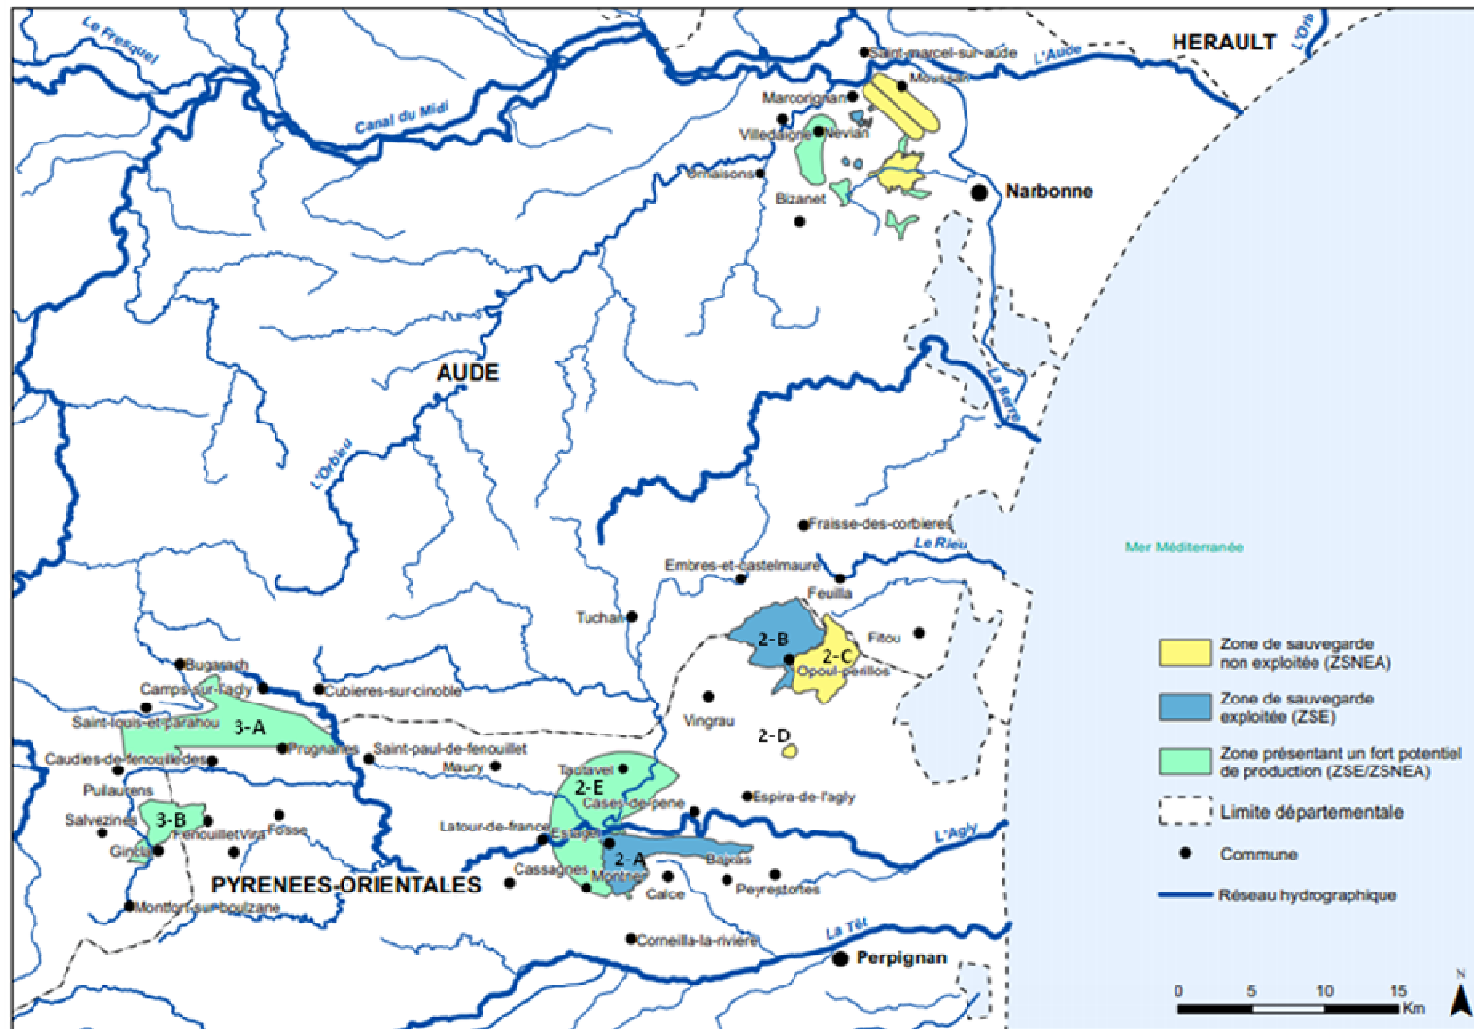 Le Fresquel
Canal du Midi
Saint-marcel-sur-aude
L'Aude
HERAULT
L'Orb
Moussan
Marcorignan
Villedaigne
Nevian
Ornaisons
Bizanet
Narbonne
AUDE
La Berre
L'Orbieu
Fraisse-des-corbieres
Le Rieu
Embres-et-castelmaure
Feuilla
Mer Méditerranée
Tuchan
2-B
Fitou
2-C
Opoul-perillos
Bugarach
Camps-sur-l'agly
Cubieres-sur-cinoble
Saint-louis-et-parahou
3-A
Vingrau
2-D
Prugnanes
Saint-paul-de-fenouillet
Caudies-de-fenouilledes
Maury
Tautavel
2-E
Puilaurens
Cases-de-pene
Espira-de-l'agly
3-B
Salvezines
Fenouillet
Vira
Fosse
Latour-de-france
Estagel
L'Agly
Gincla
2-A
Baixas
Cassagnes
Montner
Calce
Peyrestortes
PYRENEES-ORIENTALES
Montfort-sur-boulzane
Corneilla-la-riviere
La Têt
Perpignan
Zone de sauvegarde
non exploitée (ZSNEA)
Zone de sauvegarde
exploitée (ZSE)
Zone présentant un fort potentiel
de production (ZSE/ZSNEA)
Limite départementale
Commune
Réseau hydrographique
N
0 5 10 15
Km